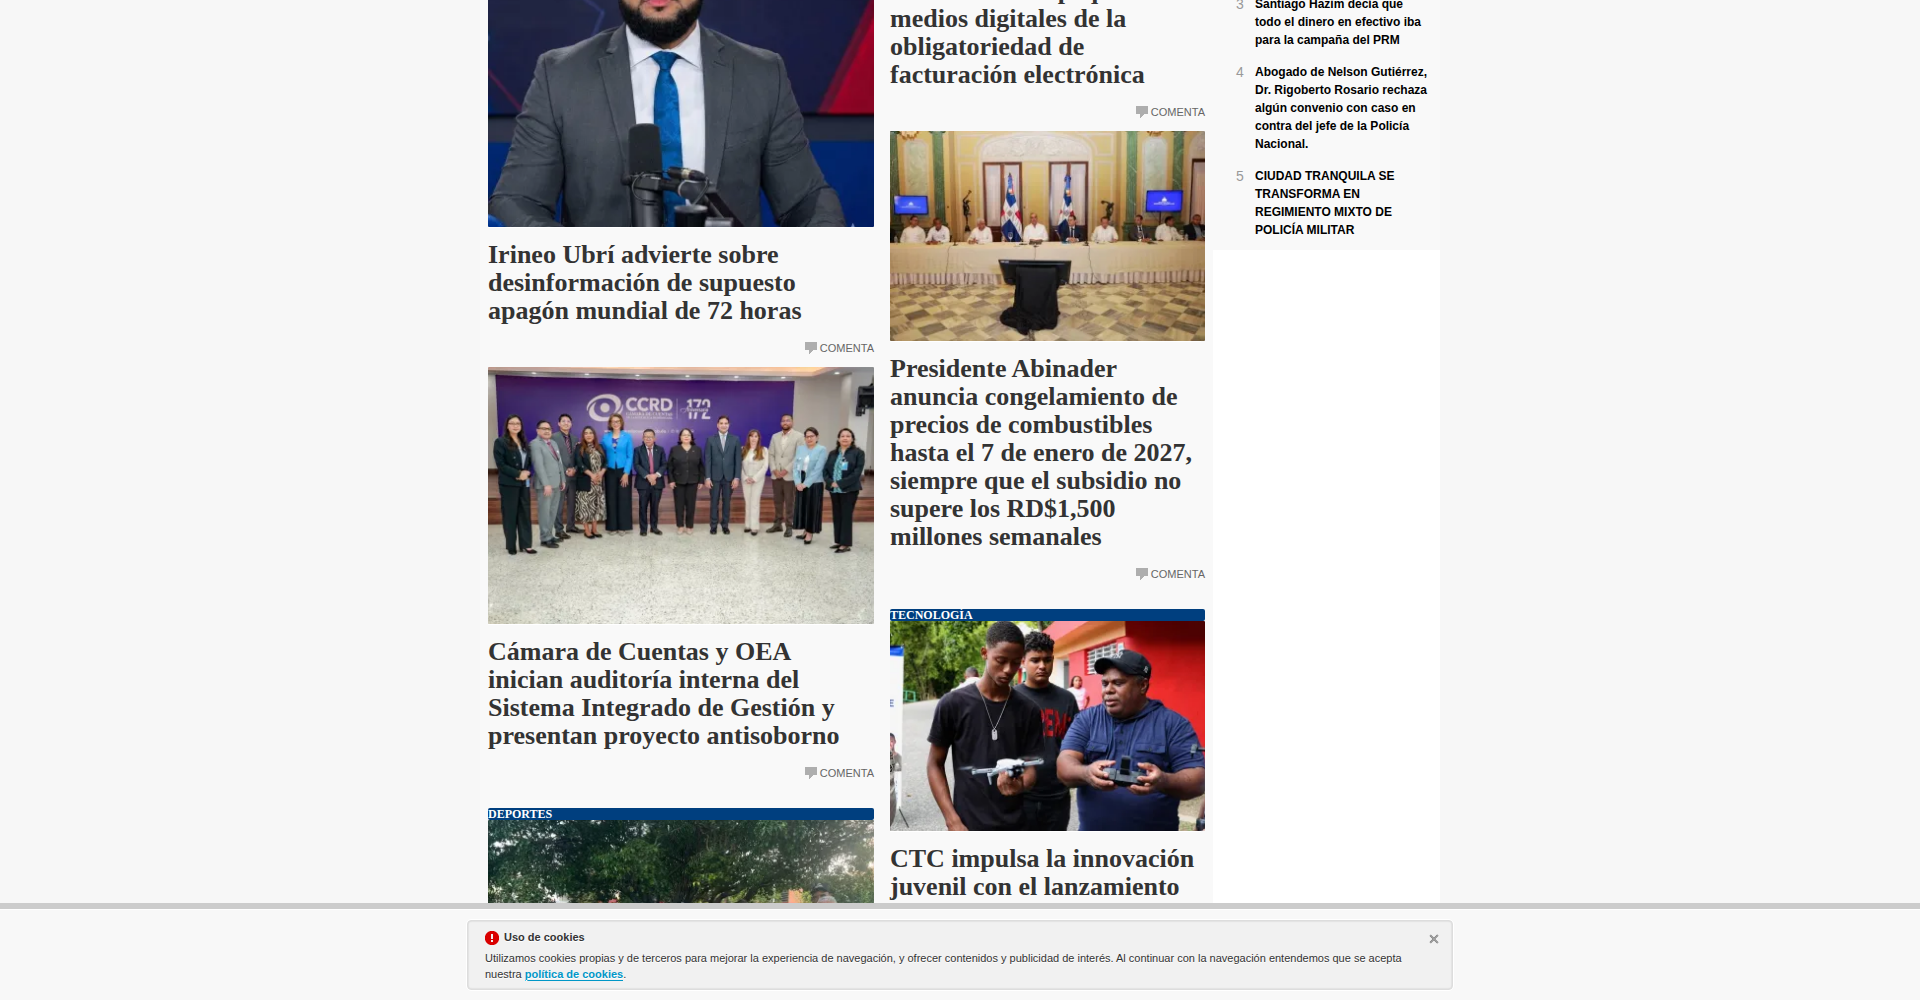 Irineo Ubrí advierte sobre
desinformación de supuesto
apagón mundial de 72 horas
COMENTA
CCRD
172
Cámara de Cuentas y OEA
inician auditoría interna del
Sistema Integrado de Gestión y
presentan proyecto antisoborno
COMENTA
DEPORTES
medios digitales de la
obligatoriedad de
facturación electrónica
COMENTA
Presidente Abinader
anuncia congelamiento de
precios de combustibles
hasta el 7 de enero de 2027,
siempre que el subsidio no
supere los RD$1,500
millones semanales
COMENTA
TECNOLOGÍA
CTC impulsa la innovación
juvenil con el lanzamiento
3 Santiago Hazim decía que
todo el dinero en efectivo iba
para la campaña del PRM
4 Abogado de Nelson Gutiérrez,
Dr. Rigoberto Rosario rechaza
algún convenio con caso en
contra del jefe de la Policía
Nacional.
5 CIUDAD TRANQUILA SE
TRANSFORMA EN
REGIMIENTO MIXTO DE
POLICÍA MILITAR
Uso de cookies
Utilizamos cookies propias y de terceros para mejorar la experiencia de navegación, y ofrecer contenidos y publicidad de interés. Al continuar con la navegación entendemos que se acepta
nuestra política de cookies.